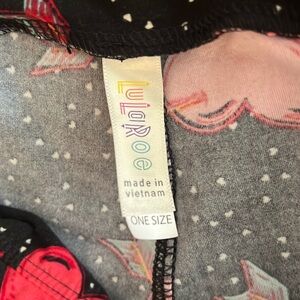 LuLaRoe
made in
vietnam
ONE SIZE